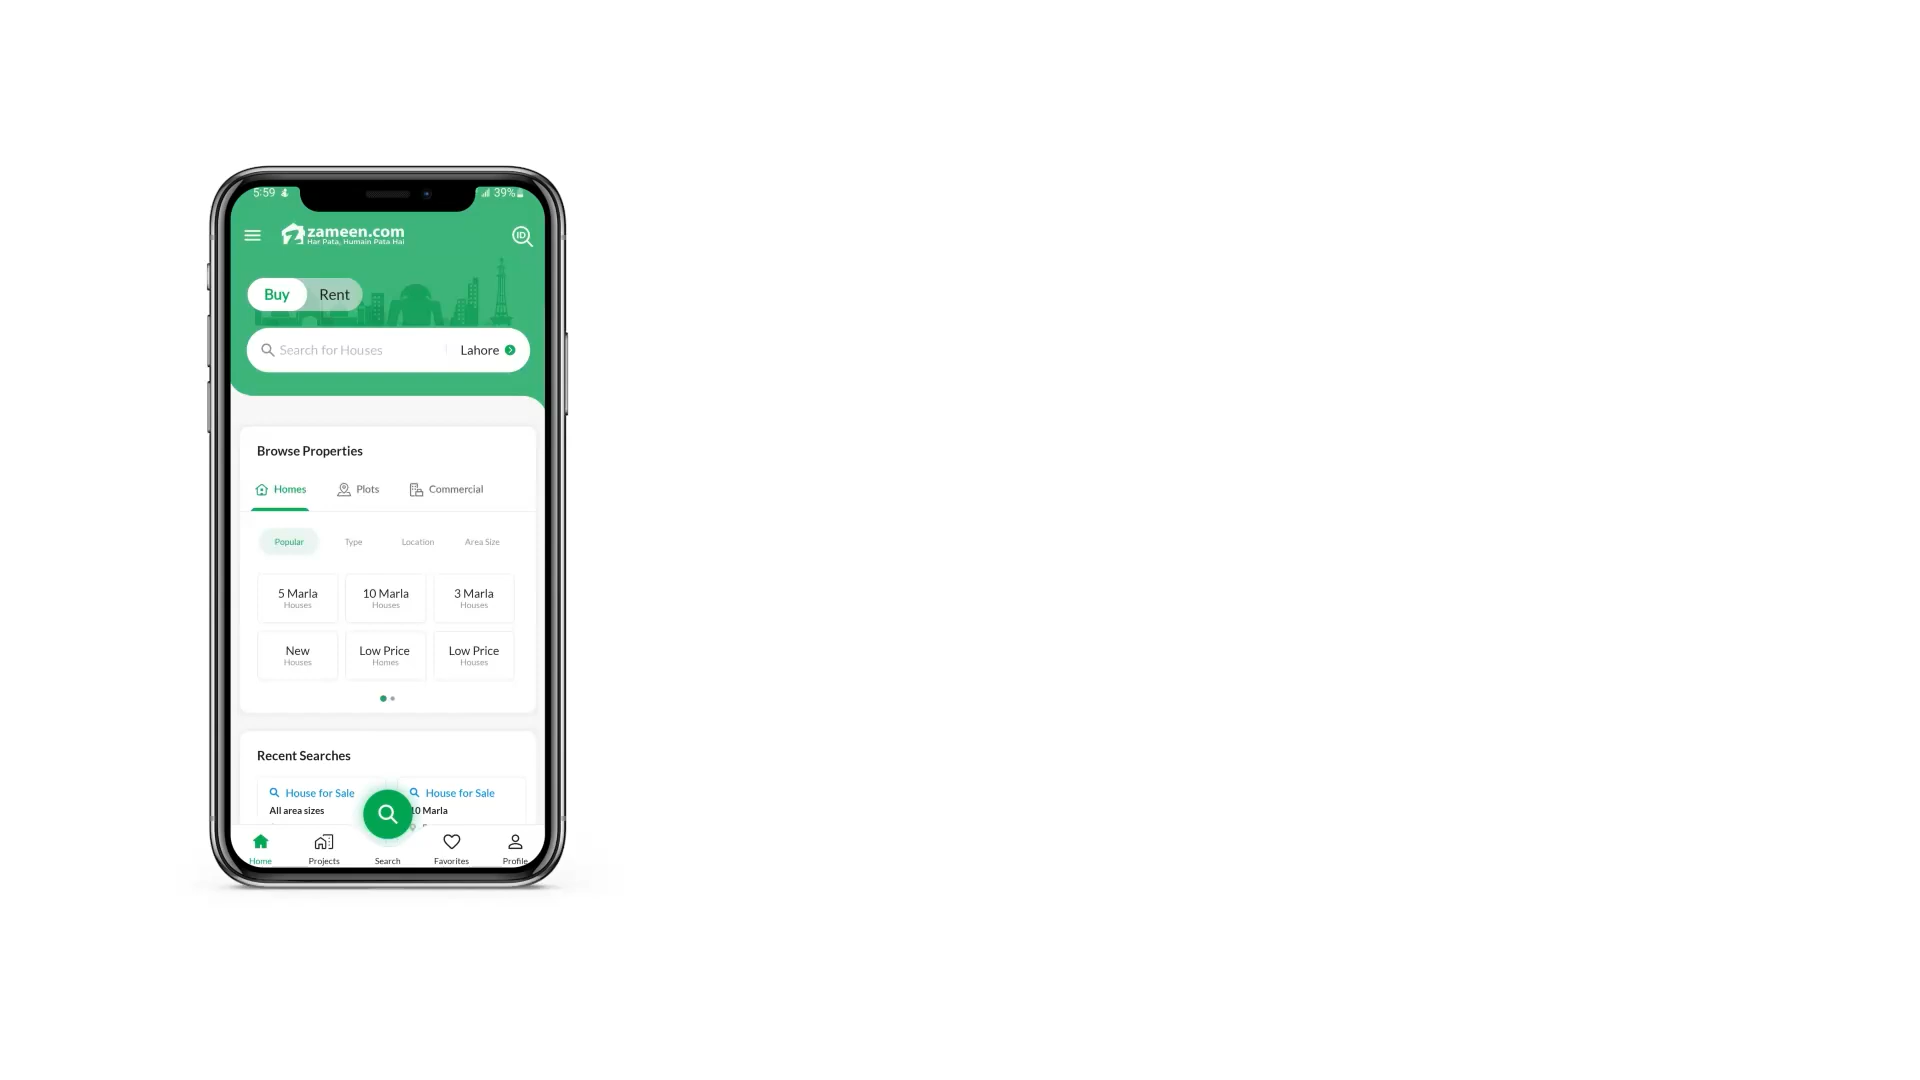 5:59 39%
zameen.com
Har Pata, Humain Pata Hai
ID
Buy Rent
Search for Houses Lahore
Browse Properties
Homes Plots Commercial
Popular Type Location Area Size
5 Marla 10 Marla 3 Marla
Houses Houses Houses
New Low Price Low Price
Houses Homes Houses
Recent Searches
House for Sale House for Sale
All area sizes 10 Marla
Home Projects Search Favorites Profile